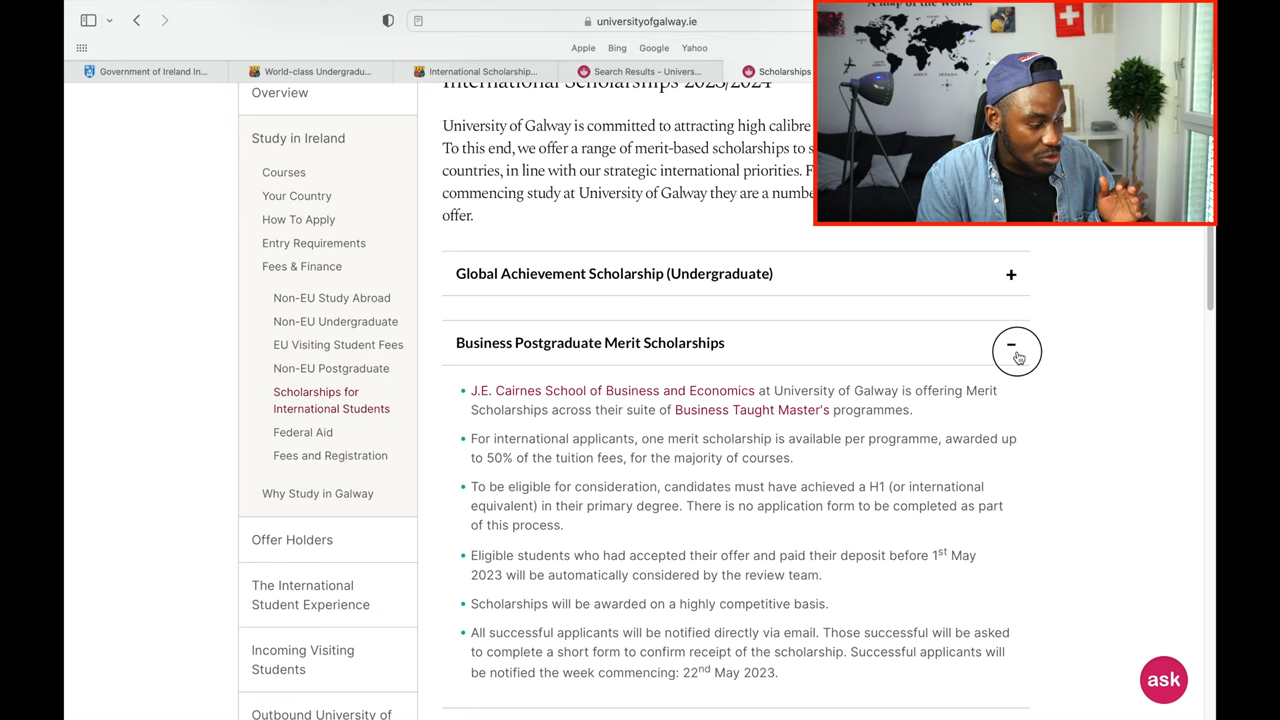 universityofgalway.ie
Apple Bing Google Yahoo
Government of Ireland In...
World-class Undergradu...
International Scholarship...
Search Results - Univers...
Scholarships
A map of the world
Overview
Study in Ireland
Courses
Your Country
How To Apply
Entry Requirements
Fees & Finance
Non-EU Study Abroad
Non-EU Undergraduate
EU Visiting Student Fees
Non-EU Postgraduate
Scholarships for
International Students
Federal Aid
Fees and Registration
Why Study in Galway
Offer Holders
The International
Student Experience
Incoming Visiting
Students
Outbound University of
International Scholarships 2023/2024
University of Galway is committed to attracting high calibre
To this end, we offer a range of merit-based scholarships to
countries, in line with our strategic international priorities.
commencing study at University of Galway they are a
offer.
Global Achievement Scholarship (Undergraduate) +
Business Postgraduate Merit Scholarships -
• J.E. Cairnes School of Business and Economics at University of Galway is offering Merit
Scholarships across their suite of Business Taught Master's programmes.
• For international applicants, one merit scholarship is available per programme, awarded up
to 50% of the tuition fees, for the majority of courses.
• To be eligible for consideration, candidates must have achieved a H1 (or international
equivalent) in their primary degree. There is no application form to be completed as part
of this process.
• Eligible students who had accepted their offer and paid their deposit before 1st May
2023 will be automatically considered by the review team.
• Scholarships will be awarded on a highly competitive basis.
• All successful applicants will be notified directly via email. Those successful will be asked
to complete a short form to confirm receipt of the scholarship. Successful applicants will
be notified the week commencing: 22nd May 2023.
ask